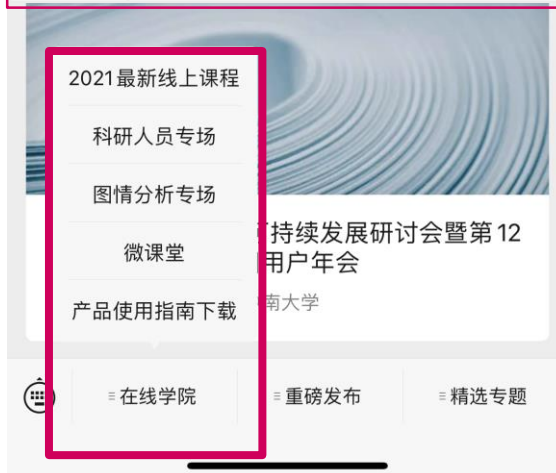 2021最新线上课程
科研人员专场
图情分析专场
微课堂
产品使用指南下载
持续发展研讨会暨第12
用户年会
南大学
在线学院
重磅发布
精选专题